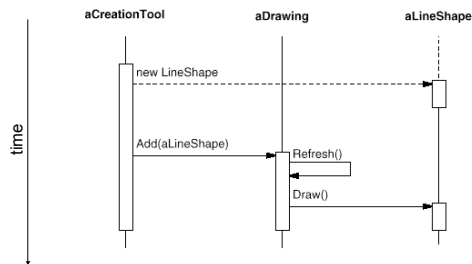 aCreationTool aDrawing aLineShape
new LineShape
Add(aLineShape)
Refresh()
Draw()
time